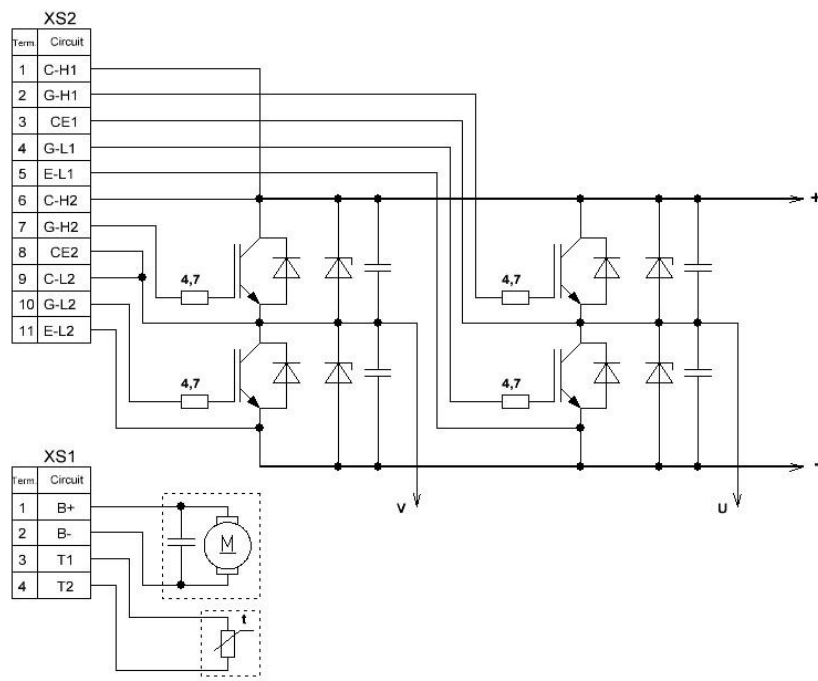 XS2
Term. Circuit
1 C-H1
2 G-H1
3 CE1
4 G-L1
5 E-L1
6 C-H2
7 G-H2
8 CE2
9 C-L2
10 G-L2
11 E-L2
+
4,7 4,7
4,7 4,7
-
V U
XS1
Term. Circuit
1 B+
2 B-
3 T1
4 T2
M
t